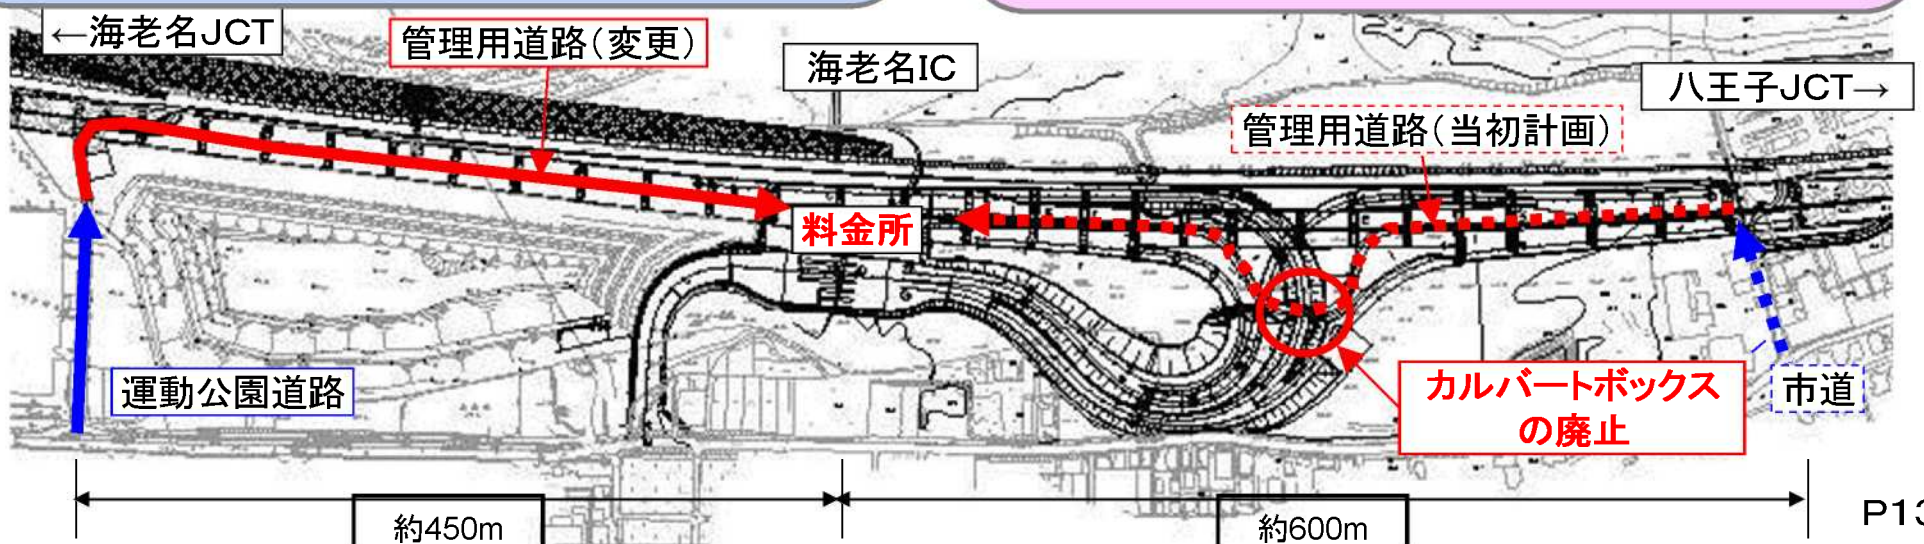 ←海老名JCT
管理用道路(変更)
海老名IC
八王子JCT→
管理用道路(当初計画)
料金所
運動公園道路
カルバートボックス
の廃止
市道
約450m
約600m
P13